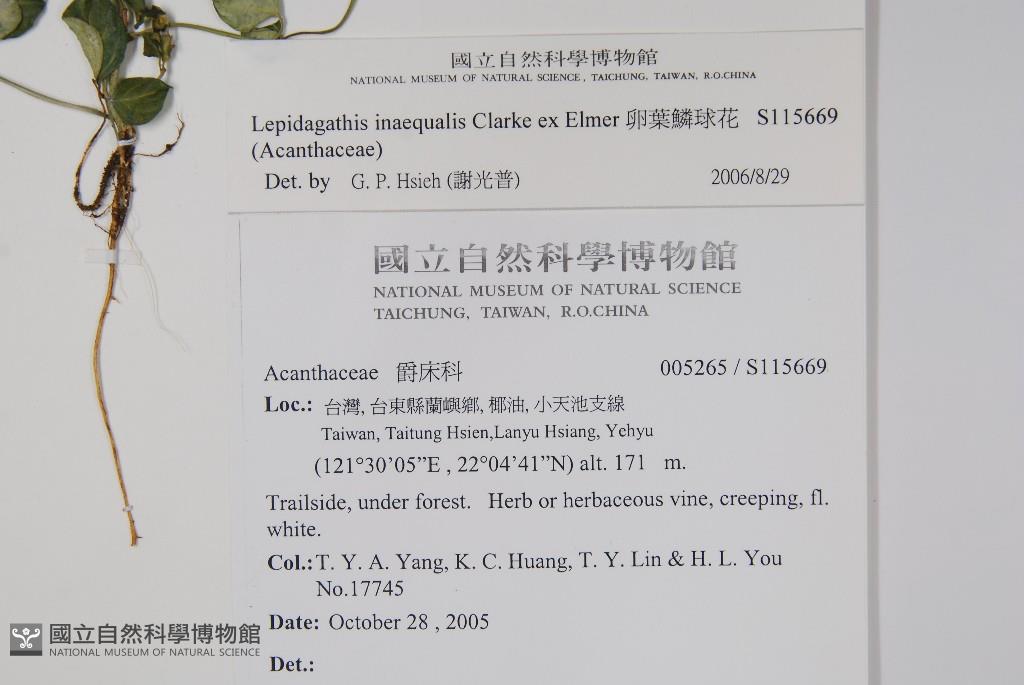 國立自然科學博物館
NATIONAL MUSEUM OF NATURAL SCIENCE, TAICHUNG, TAIWAN, R.O.CHINA
Lepidagathis inaequalis Clarke ex Elmer 卵葉鱗球花 S115669
(Acanthaceae)
Det. by G. P. Hsieh (謝光普) 2006/8/29
國立自然科學博物館
NATIONAL MUSEUM OF NATURAL SCIENCE
TAICHUNG, TAIWAN, R.O.CHINA
Acanthaceae 爵床科 005265 / S115669
Loc.: 台灣, 台東縣蘭嶼鄉, 椰油, 小天池支線
Taiwan, Taitung Hsien,Lanyu Hsiang, Yehyu
(121°30’05”E , 22°04’41”N) alt. 171 m.
Trailside, under forest. Herb or herbaceous vine, creeping, fl.
white.
Col.: T. Y. A. Yang, K. C. Huang, T. Y. Lin & H. L. You
No.17745
Date: October 28 , 2005
Det.:
國立自然科學博物館
NATIONAL MUSEUM OF NATURAL SCIENCE